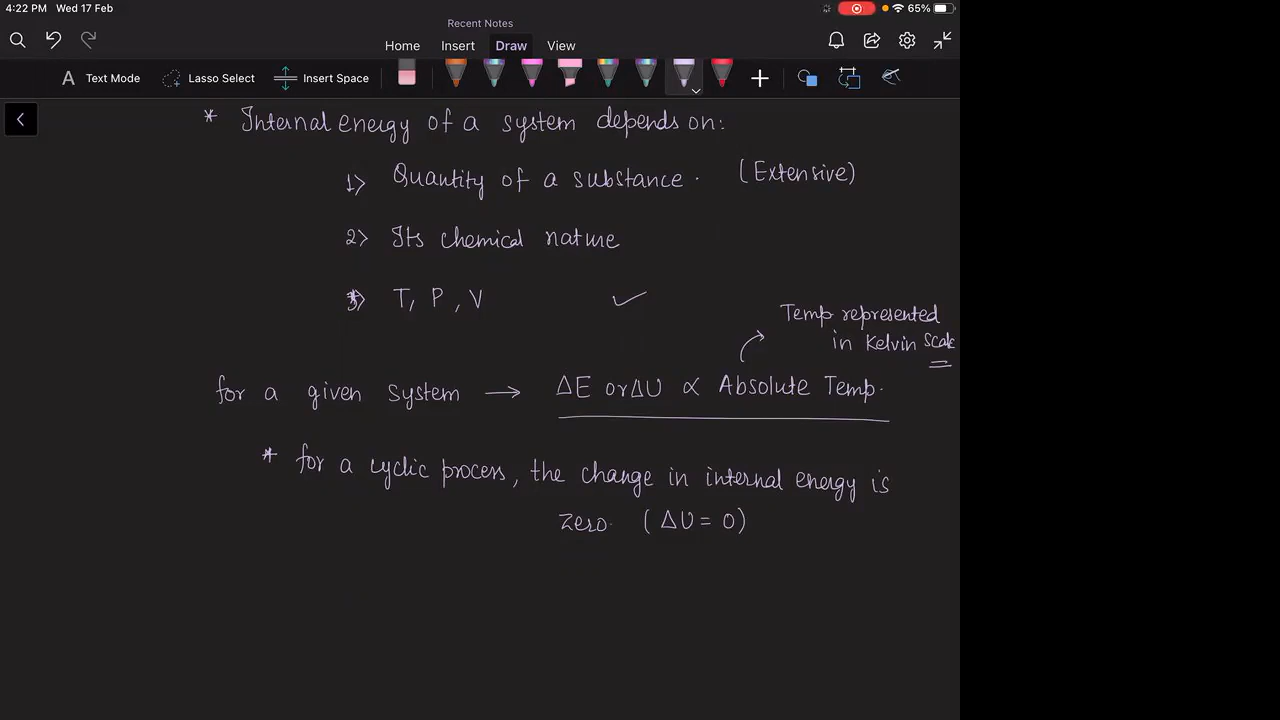 4:22 PM Wed 17 Feb
65%
Recent Notes
Home Insert Draw View
A Text Mode Lasso Select Insert Space
* Internal energy of a system depends on:
1> Quantity of a substance. (Extensive)
2> Its chemical nature
3> T, P, V ✓
Temp represented
in Kelvin Scale
for a given system → ΔE or ΔU ∝ Absolute Temp.
* for a cyclic process, the change in internal energy is
zero. (ΔU = 0)